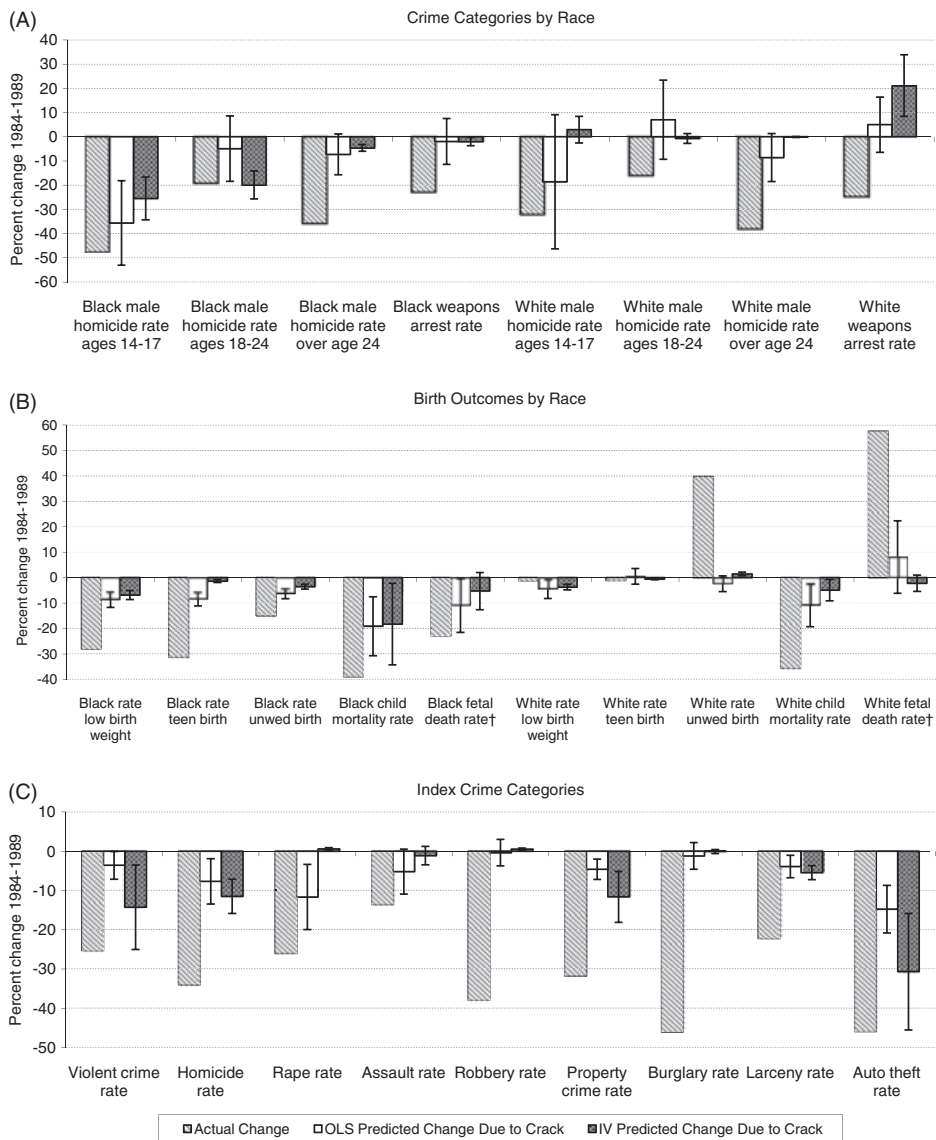 (A)
Crime Categories by Race
Percent change 1984-1989
40
30
20
10
0
-10
-20
-30
-40
-50
-60
Black male
homicide rate
ages 14-17
Black male
homicide rate
ages 18-24
Black male
homicide rate
over age 24
Black weapons
arrest rate
White male
homicide rate
ages 14-17
White male
homicide rate
ages 18-24
White male
homicide rate
over age 24
White
weapons
arrest rate
(B)
Birth Outcomes by Race
Percent change 1984-1989
60
50
40
30
20
10
0
-10
-20
-30
-40
Black rate
low birth
weight
Black rate
teen birth
Black rate
unwed birth
Black child
mortality rate
Black fetal
death rate†
White rate
low birth
weight
White rate
teen birth
White rate
unwed birth
White child
mortality rate
White fetal
death rate†
(C)
Index Crime Categories
Percent change 1984-1989
10
0
-10
-20
-30
-40
-50
Violent crime
rate
Homicide
rate
Rape rate
Assault rate
Robbery rate
Property
crime rate
Burglary rate
Larceny rate
Auto theft rate
Actual Change
OLS Predicted Change Due to Crack
IV Predicted Change Due to Crack